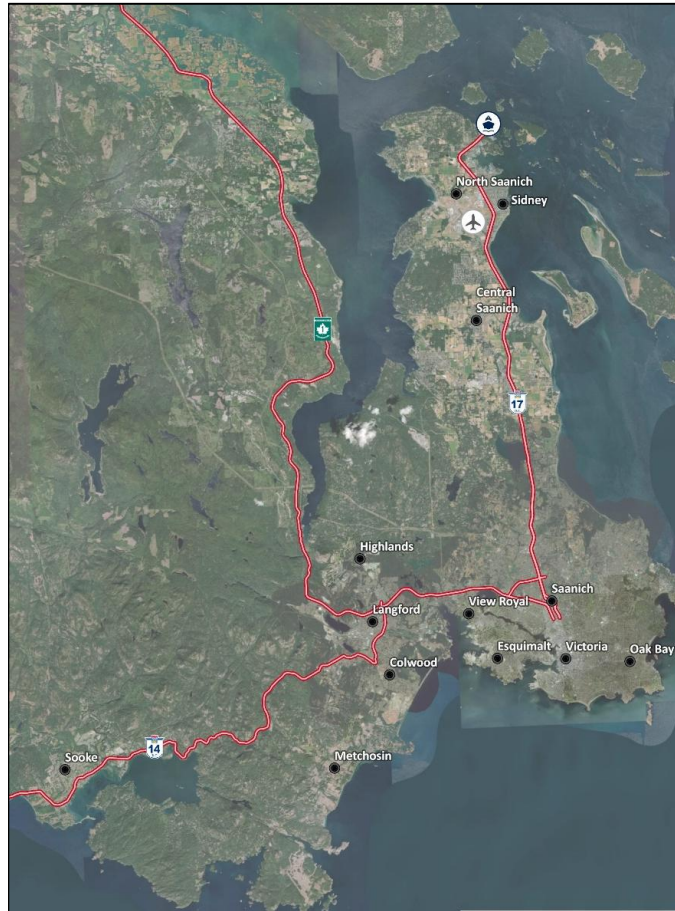 North Saanich
Sidney
Central
Saanich
1
17
Highlands
Saanich
View Royal
Langford
Esquimalt
Victoria
Oak Bay
Colwood
14
Sooke
Metchosin